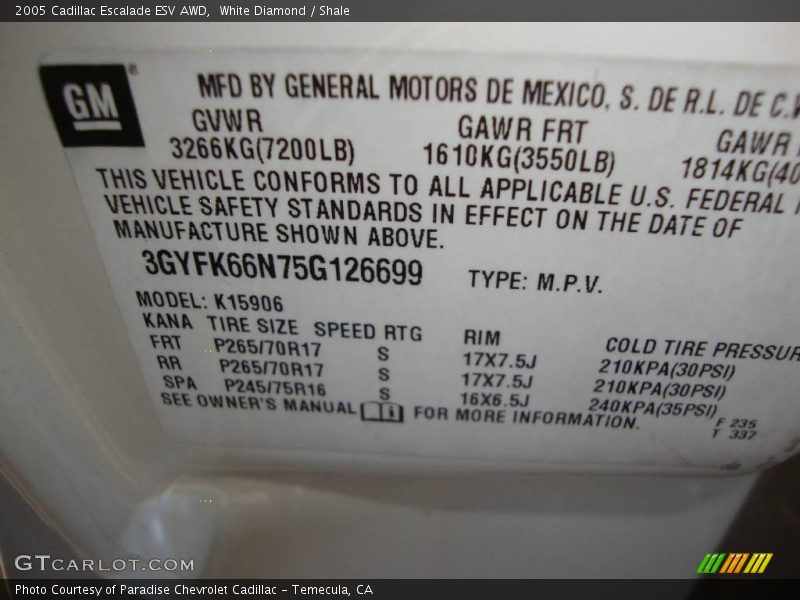 2005 Cadillac Escalade ESV AWD, White Diamond / Shale
GM
MFD BY GENERAL MOTORS DE MEXICO, S. DE R.L. DE C.V
GVWR GAWR FRT GAWR
3266KG(7200LB) 1610KG(3550LB) 1814KG(40
THIS VEHICLE CONFORMS TO ALL APPLICABLE U.S. FEDERAL
VEHICLE SAFETY STANDARDS IN EFFECT ON THE DATE OF
MANUFACTURE SHOWN ABOVE.
3GYFK66N75G126699 TYPE: M.P.V.
MODEL: K15906
KANA TIRE SIZE SPEED RTG RIM COLD TIRE PRESSUR
FRT P265/70R17 S 17X7.5J 210KPA(30PSI)
RR P265/70R17 S 17X7.5J 210KPA(30PSI)
SPA P245/75R16 S 16X6.5J 240KPA(35PSI)
SEE OWNER'S MANUAL FOR MORE INFORMATION.
F 235
T 337
GTCARLOT.COM
Photo Courtesy of Paradise Chevrolet Cadillac - Temecula, CA